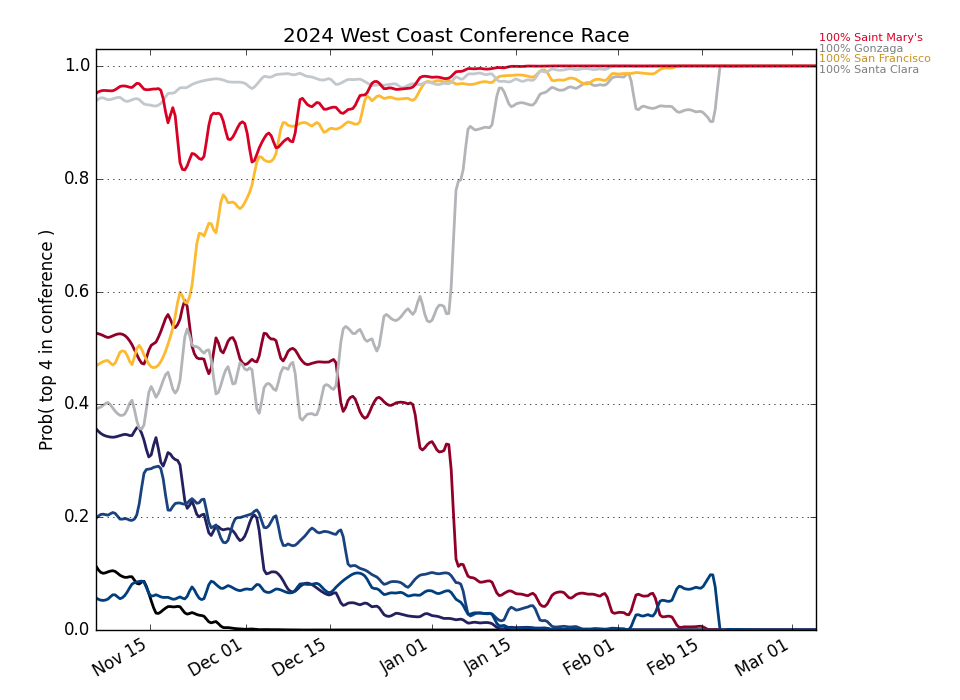 2024 West Coast Conference Race
100% Saint Mary's
100% Gonzaga
100% San Francisco
100% Santa Clara
Prob( top 4 in conference )
1.0
0.8
0.6
0.4
0.2
0.0
Nov 15
Dec 01
Dec 15
Jan 01
Jan 15
Feb 01
Feb 15
Mar 01